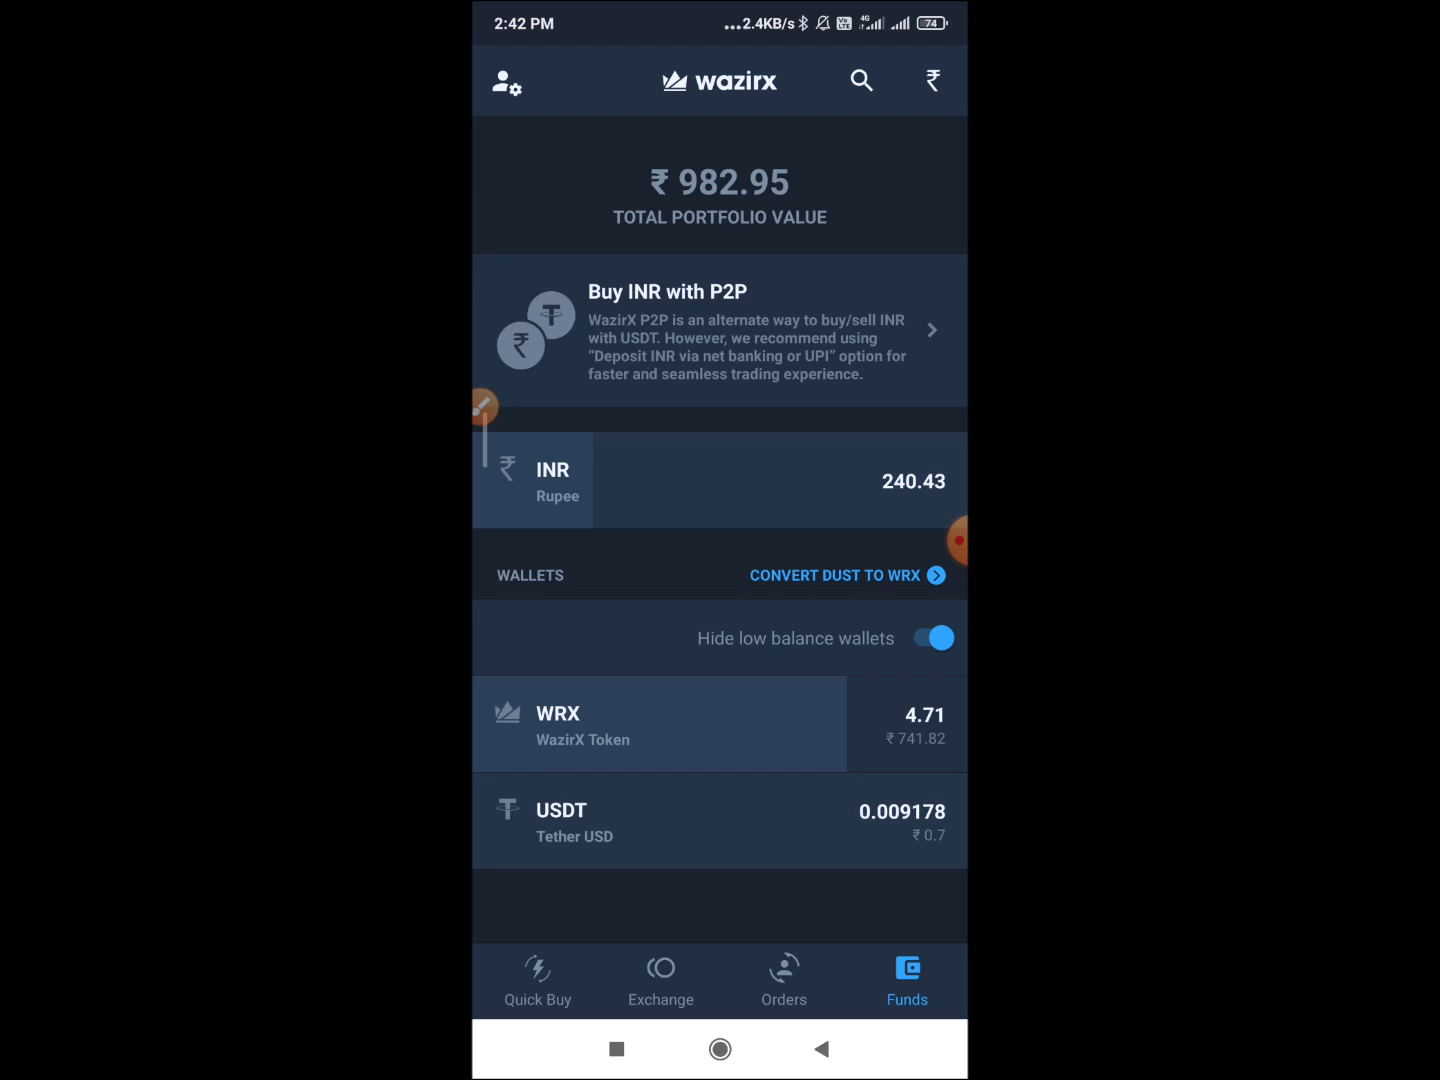 2:42 PM
...2.4KB/s 4G 74
wazirx
₹ 982.95
TOTAL PORTFOLIO VALUE
Buy INR with P2P
WazirX P2P is an alternate way to buy/sell INR
with USDT. However, we recommend using
“Deposit INR via net banking or UPI” option for
faster and seamless trading experience.
INR
Rupee
240.43
WALLETS
CONVERT DUST TO WRX
Hide low balance wallets
WRX
WazirX Token
4.71
₹ 741.82
USDT
Tether USD
0.009178
₹ 0.7
Quick Buy
Exchange
Orders
Funds